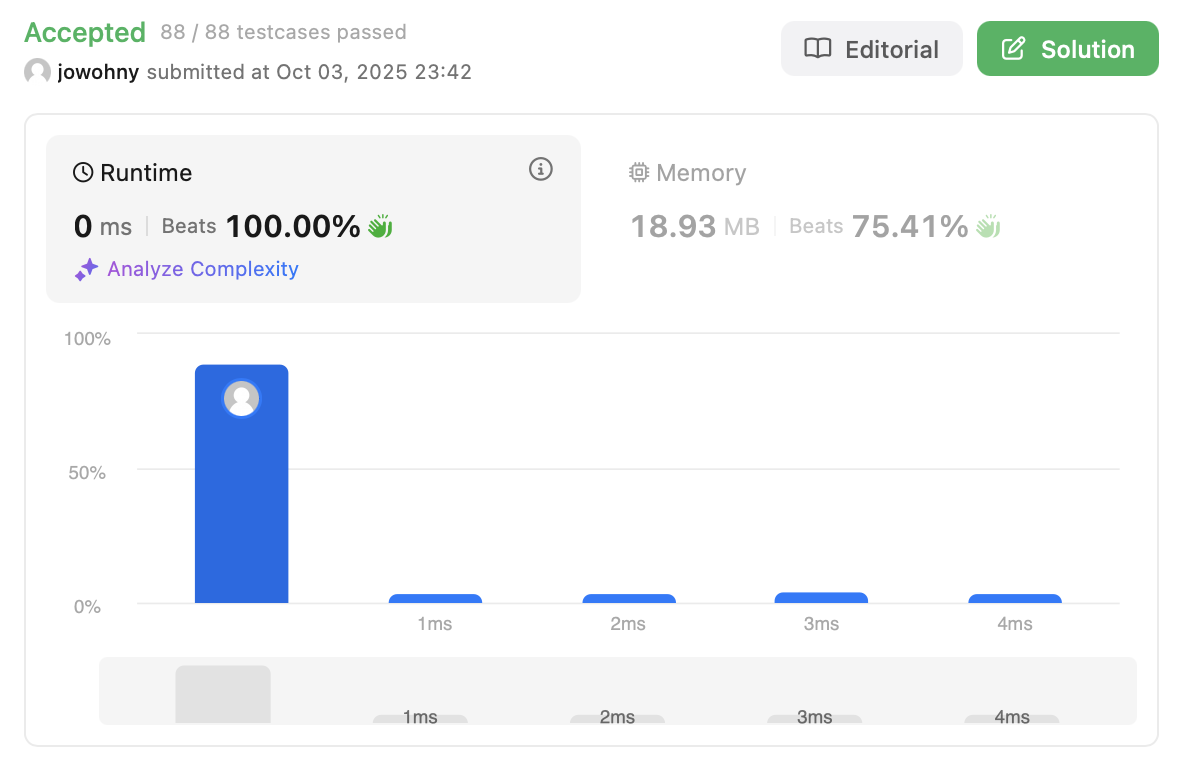 Accepted 88 / 88 testcases passed
jowohny submitted at Oct 03, 2025 23:42
Editorial
Solution
Runtime
0 ms | Beats 100.00%
Analyze Complexity
Memory
18.93 MB | Beats 75.41%
100%
50%
0%
1ms 2ms 3ms 4ms
1ms 2ms 3ms 4ms